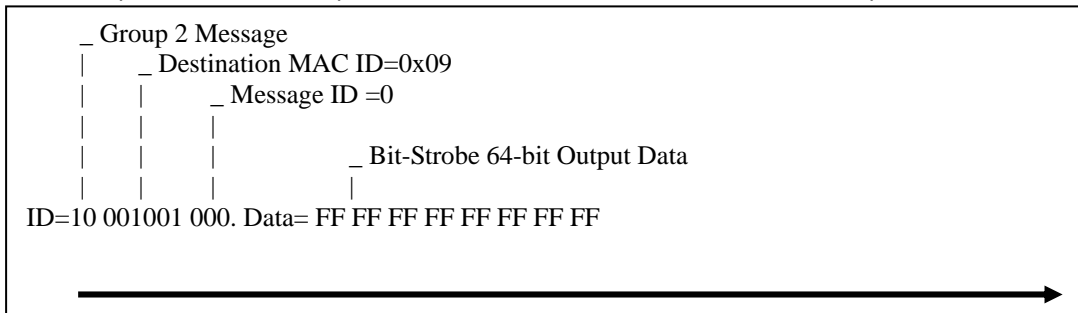 _ Group 2 Message
| _ Destination MAC ID=0x09
| | _ Message ID =0
| | |
| | | _ Bit-Strobe 64-bit Output Data
| | | |
ID=10 001001 000. Data= FF FF FF FF FF FF FF FF